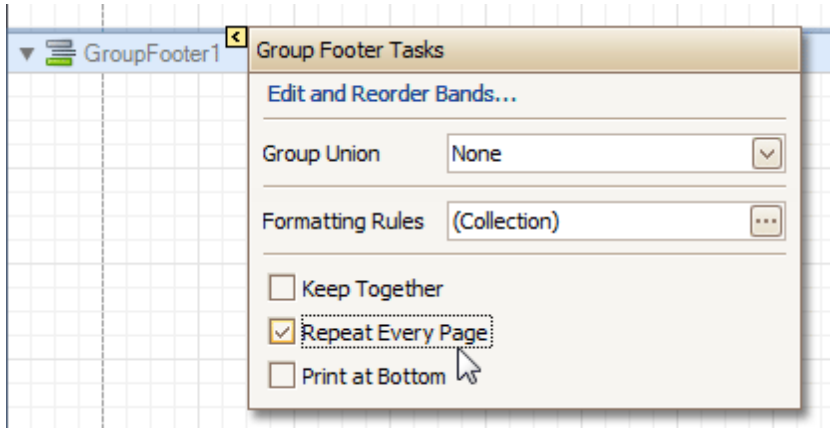 GroupFooter1
Group Footer Tasks
Edit and Reorder Bands...
Group Union None
Formatting Rules (Collection)
Keep Together
Repeat Every Page
Print at Bottom